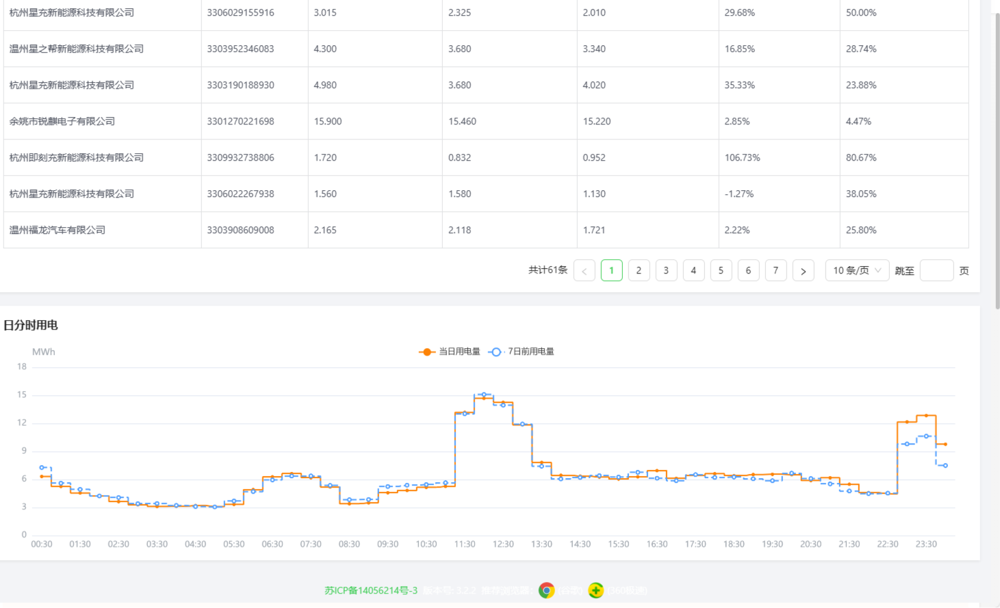 杭州星充新能源科技有限公司 3306029155916 3.015 2.325 2.010 29.68% 50.00%
温州星之帮新能源科技有限公司 3303952346083 4.300 3.680 3.340 16.85% 28.74%
杭州星充新能源科技有限公司 3303190188930 4.980 3.680 4.020 35.33% 23.88%
余姚市锐麒电子有限公司 3301270221698 15.900 15.460 15.220 2.85% 4.47%
杭州即刻充新能源科技有限公司 3309932738806 1.720 0.832 0.952 106.73% 80.67%
杭州星充新能源科技有限公司 3306022267938 1.560 1.580 1.130 -1.27% 38.05%
温州福龙汽车有限公司 3303908609008 2.165 2.118 1.721 2.22% 25.80%
共计61条 < 1 2 3 4 5 6 7 > 10 条/页 跳至 页
日分时用电
MWh 当日用电量 7日前用电量
18
15
12
9
6
3
0
00:30 01:30 02:30 03:30 04:30 05:30 06:30 07:30 08:30 09:30 10:30 11:30 12:30 13:30 14:30 15:30 16:30 17:30 18:30 19:30 20:30 21:30 22:30 23:30
苏ICP备14056214号-3 版本号: 3.2.2 推荐浏览器: (谷歌) (360极速)